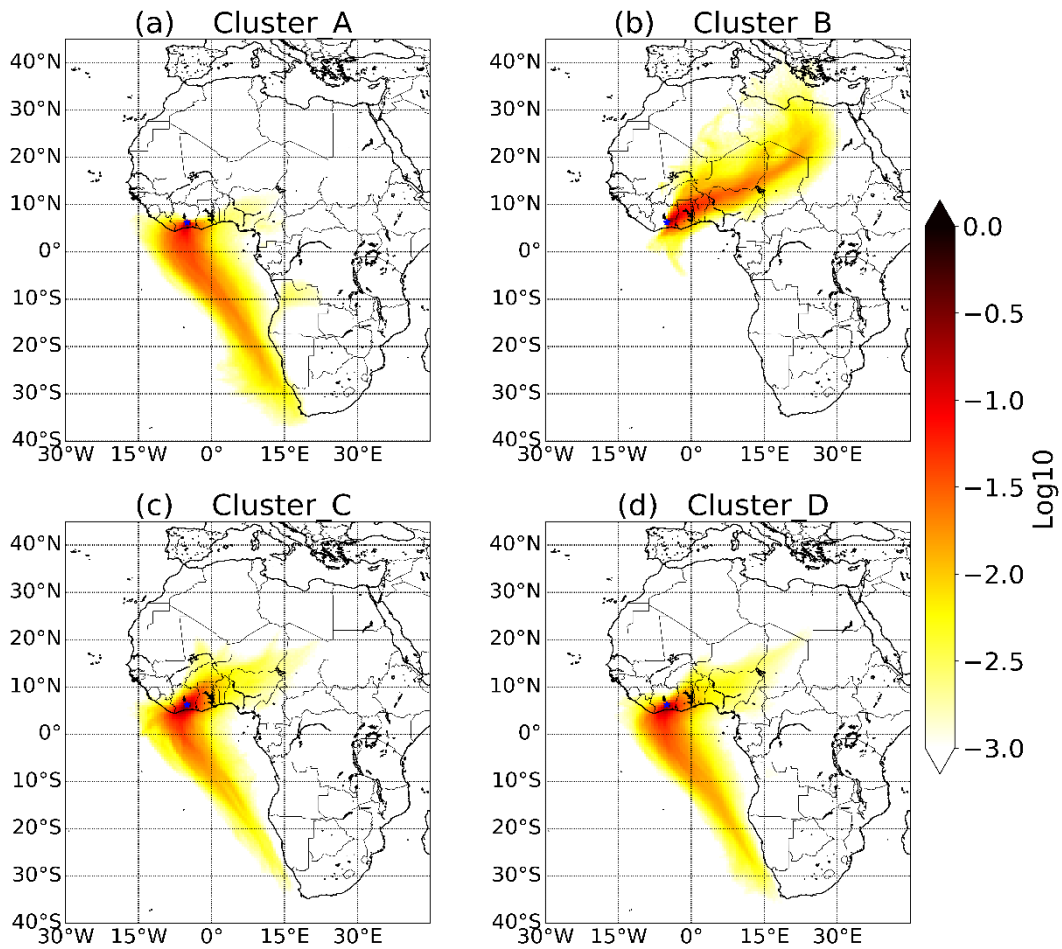 (a) Cluster_A
40°N
30°N
20°N
10°N
0°
10°S
20°S
30°S
40°S
30°W 15°W 0° 15°E 30°E
(b) Cluster_B
40°N
30°N
20°N
10°N
0°
10°S
20°S
30°S
40°S
30°W 15°W 0° 15°E 30°E
(c) Cluster_C
40°N
30°N
20°N
10°N
0°
10°S
20°S
30°S
40°S
30°W 15°W 0° 15°E 30°E
(d) Cluster_D
40°N
30°N
20°N
10°N
0°
10°S
20°S
30°S
40°S
30°W 15°W 0° 15°E 30°E
0.0
−0.5
−1.0
−1.5
−2.0
−2.5
−3.0
Log10